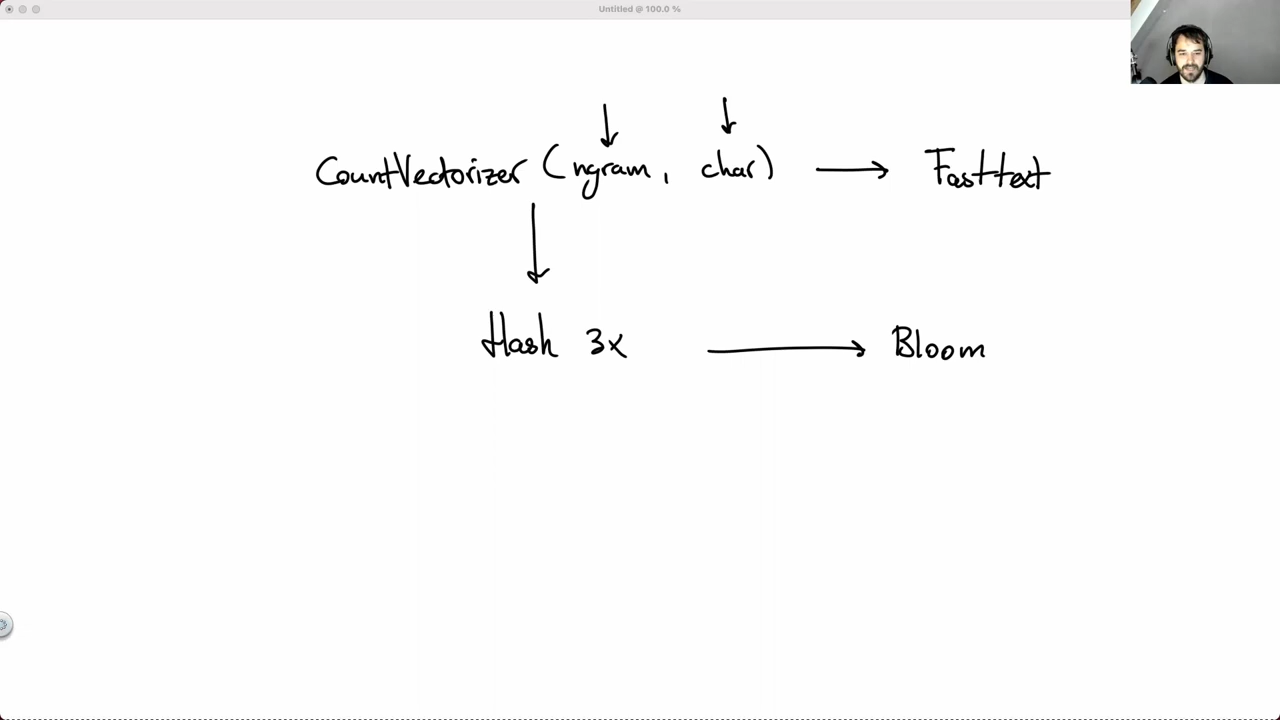 Untitled @ 100.0 %
CountVectorizer (ngram, char) → Fasttext
Hash 3x → Bloom